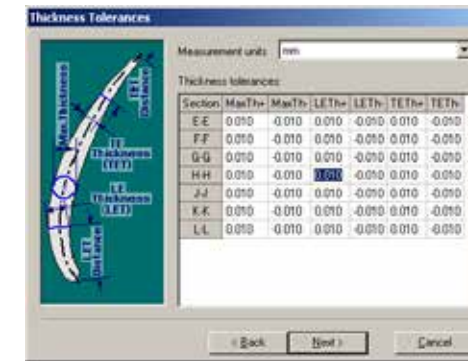 Thickness Tolerances
Measurement units mm
Thickness tolerances:
Section MaxTh+ MaxTh- LETh+ LETh- TETh+ TETh-
E-E 0.010 -0.010 0.010 -0.010 0.010 -0.010
F-F 0.010 -0.010 0.010 -0.010 0.010 -0.010
G-G 0.010 -0.010 0.010 -0.010 0.010 -0.010
H-H 0.010 -0.010 0.010 -0.010 0.010 -0.010
J-J 0.010 -0.010 0.010 -0.010 0.010 -0.010
K-K 0.010 -0.010 0.010 -0.010 0.010 -0.010
L-L 0.010 -0.010 0.010 -0.010 0.010 -0.010
Max.Thickness
TET
Distance
TE
Thickness
(TET)
LE
Thickness
(LET)
LET
Distance
< Back
Next >
Cancel